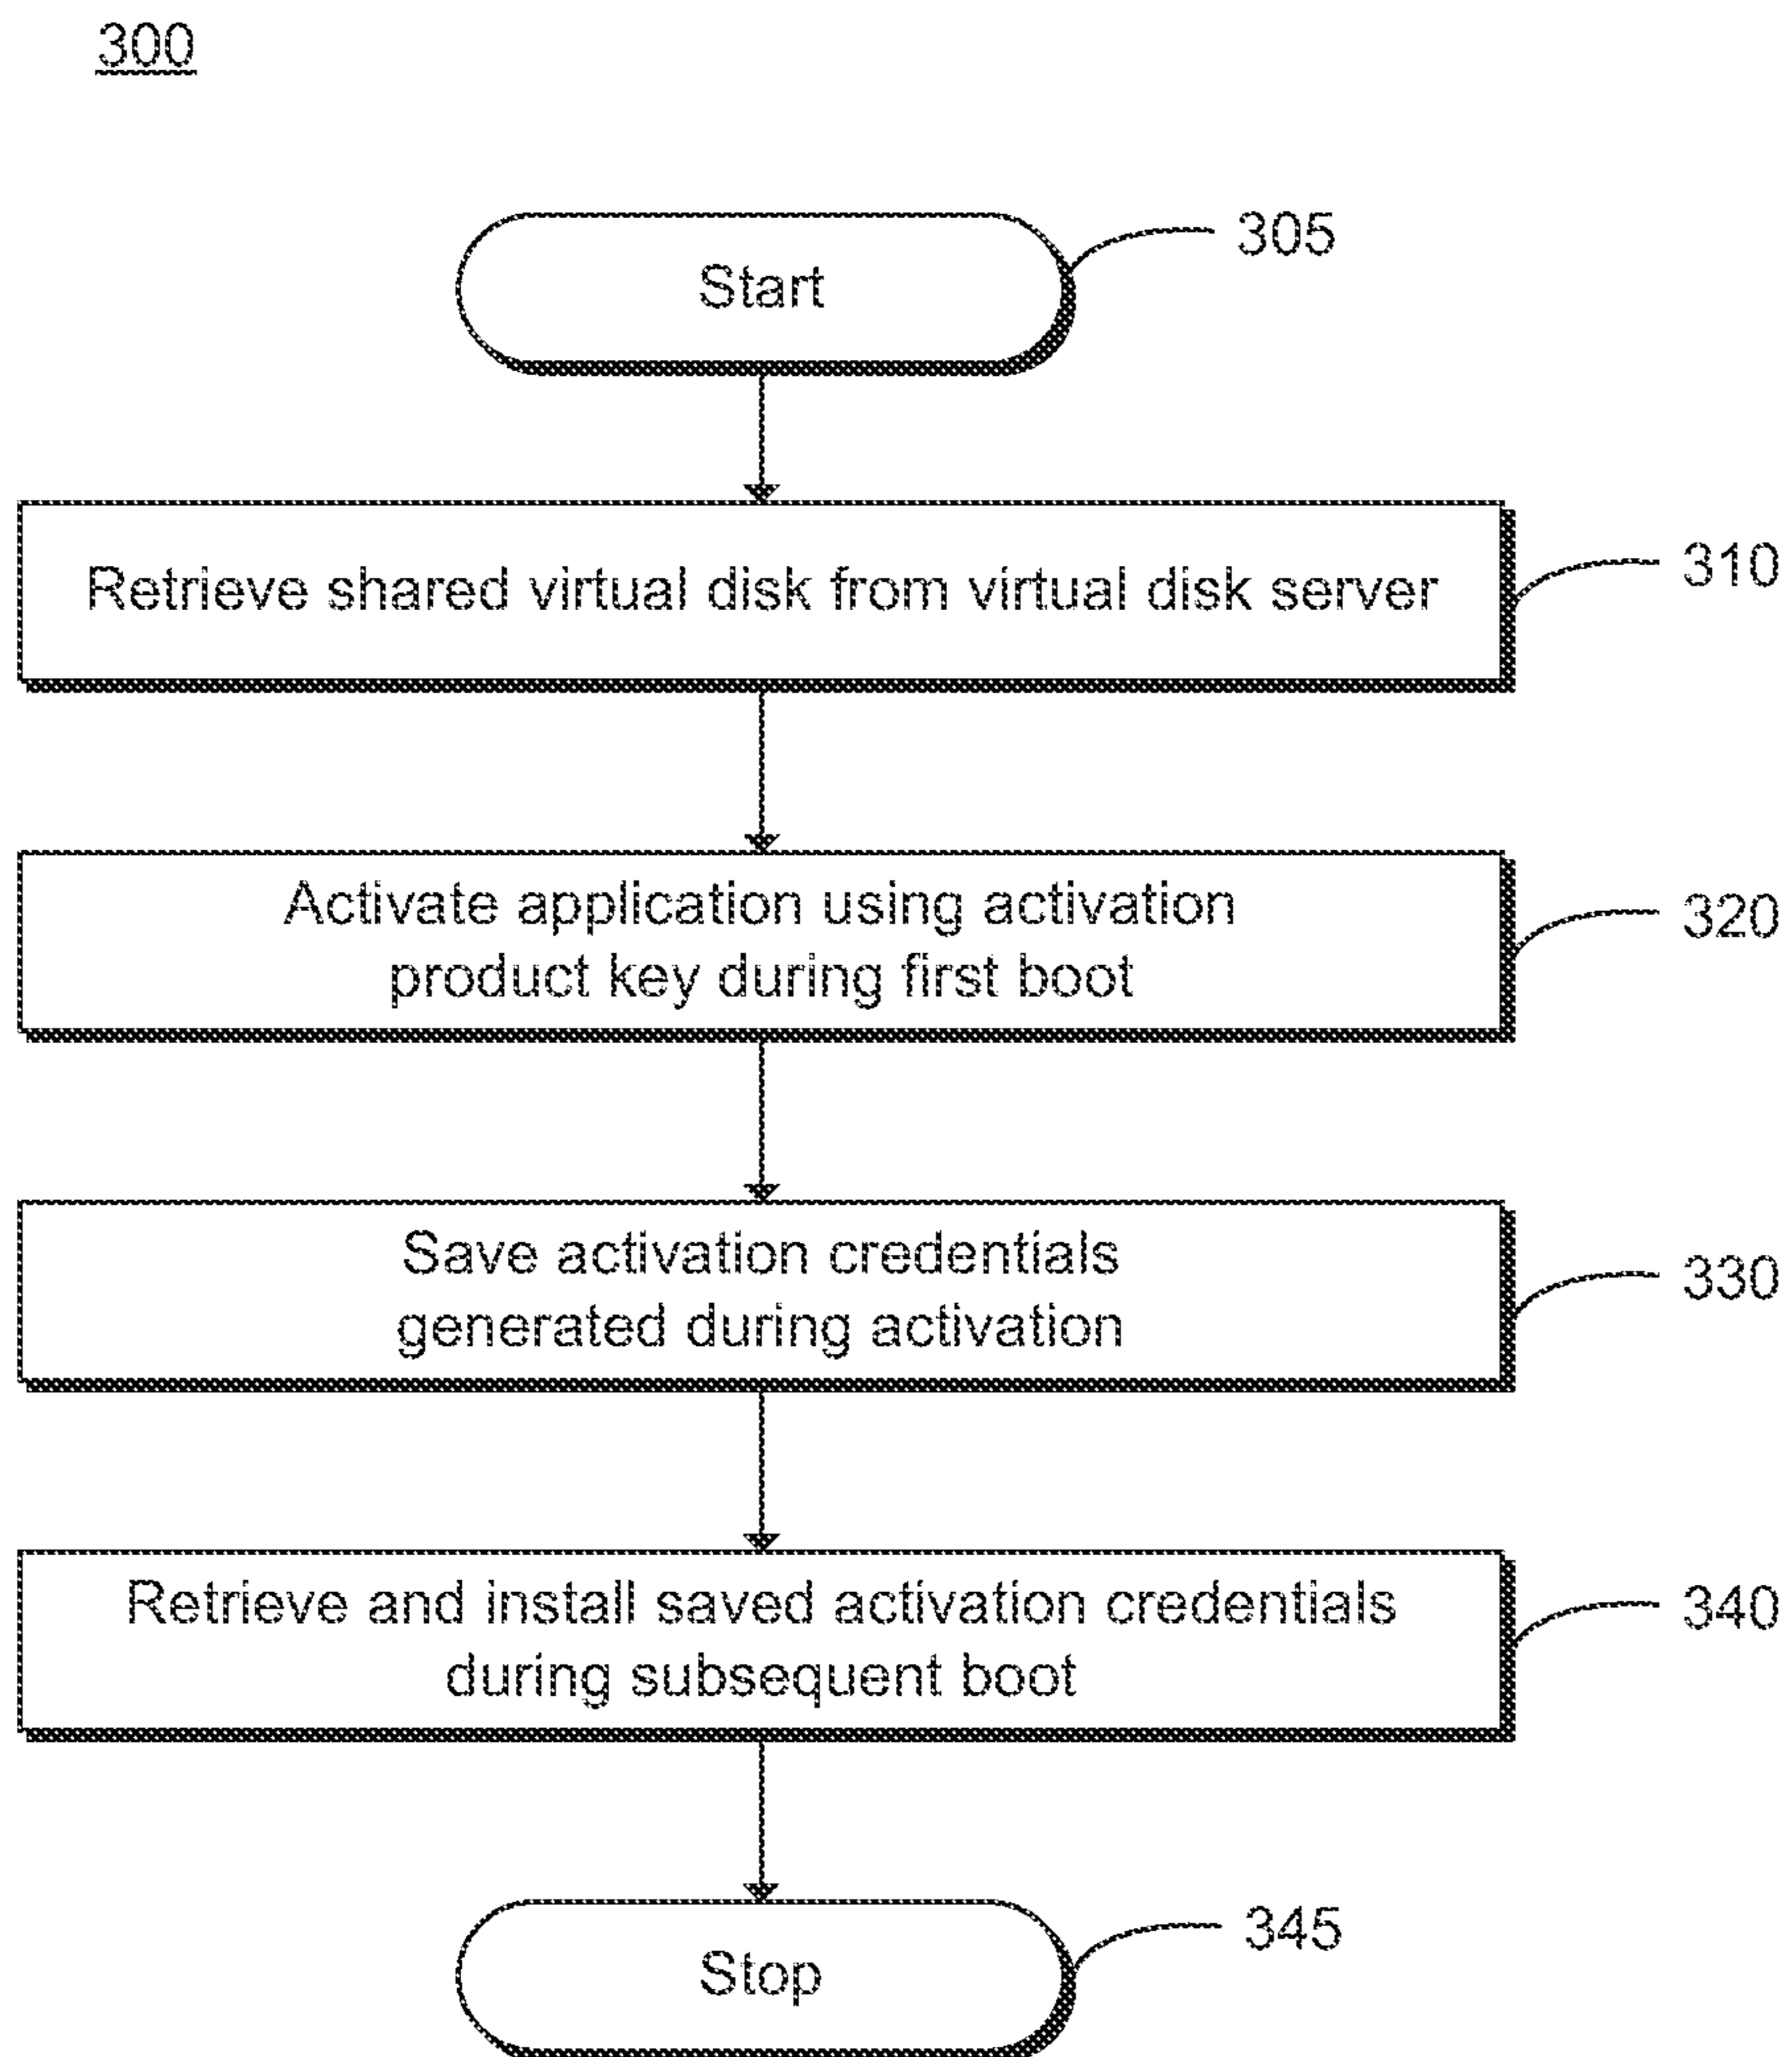 300
Start
305
Retrieve shared virtual disk from virtual disk server
310
Activate application using activation
product key during first boot
320
Save activation credentials
generated during activation
330
Retrieve and install saved activation credentials
during subsequent boot
340
Stop
345